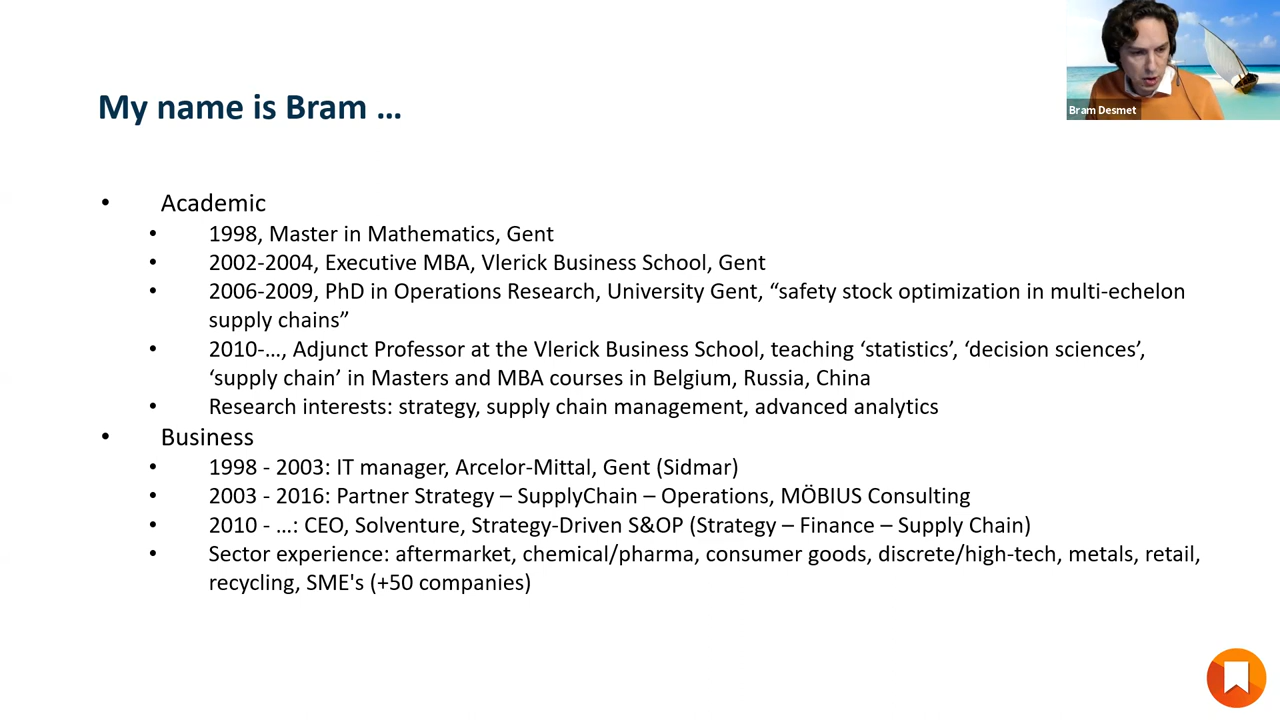 Bram Desmet
My name is Bram ...
• Academic
• 1998, Master in Mathematics, Gent
• 2002-2004, Executive MBA, Vlerick Business School, Gent
• 2006-2009, PhD in Operations Research, University Gent, “safety stock optimization in multi-echelon
supply chains”
• 2010-…, Adjunct Professor at the Vlerick Business School, teaching ‘statistics’, ‘decision sciences’,
‘supply chain’ in Masters and MBA courses in Belgium, Russia, China
• Research interests: strategy, supply chain management, advanced analytics
• Business
• 1998 - 2003: IT manager, Arcelor-Mittal, Gent (Sidmar)
• 2003 - 2016: Partner Strategy – SupplyChain – Operations, MÖBIUS Consulting
• 2010 - …: CEO, Solventure, Strategy-Driven S&OP (Strategy – Finance – Supply Chain)
• Sector experience: aftermarket, chemical/pharma, consumer goods, discrete/high-tech, metals, retail,
recycling, SME's (+50 companies)